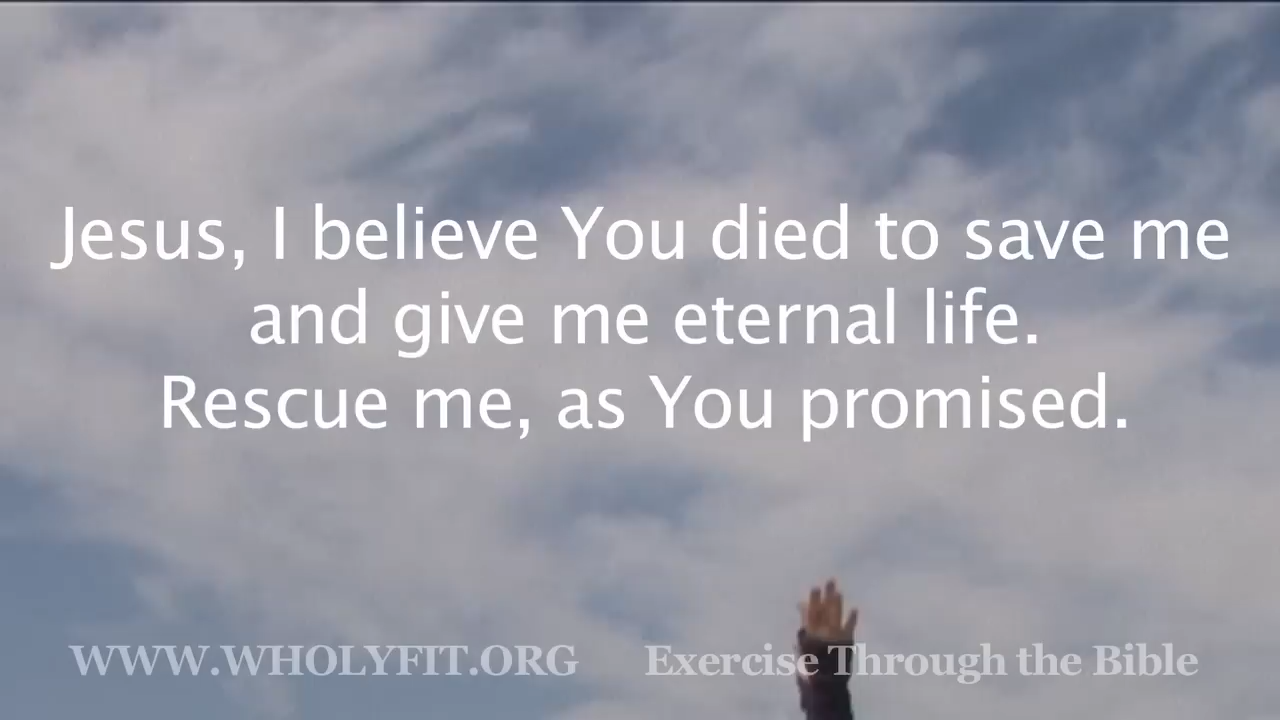 Jesus, I believe You died to save me
and give me eternal life.
Rescue me, as You promised.
WWW.WHOLYFIT.ORG Exercise Through the Bible